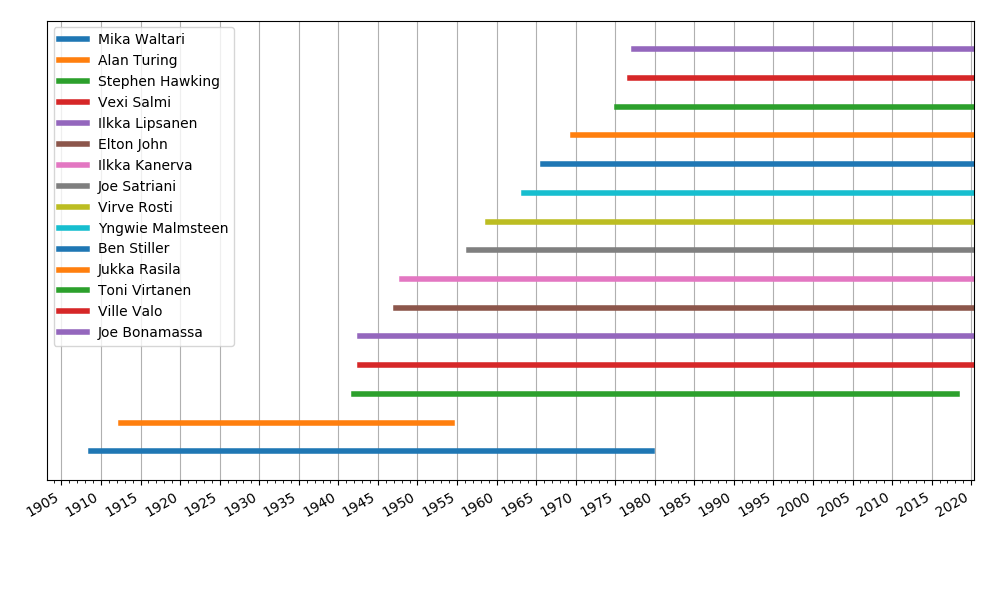 Mika Waltari
Alan Turing
Stephen Hawking
Vexi Salmi
Ilkka Lipsanen
Elton John
Ilkka Kanerva
Joe Satriani
Virve Rosti
Yngwie Malmsteen
Ben Stiller
Jukka Rasila
Toni Virtanen
Ville Valo
Joe Bonamassa
1905 1910 1915 1920 1925 1930 1935 1940 1945 1950 1955 1960 1965 1970 1975 1980 1985 1990 1995 2000 2005 2010 2015 2020